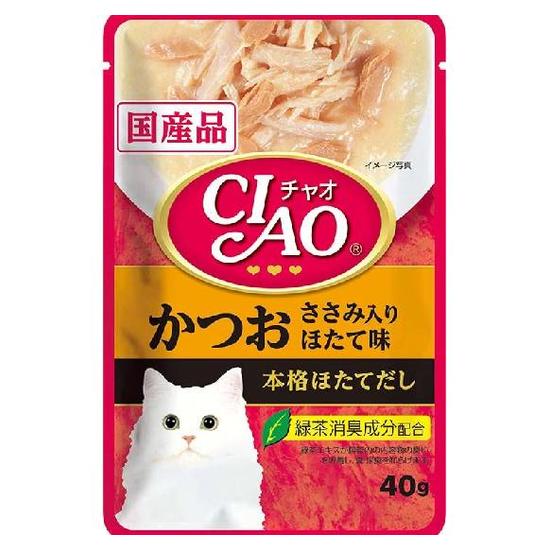 国産品
イメージ写真
チャオ
CIAO®
かつお ささみ入り
ほたて味
本格ほたてだし
緑茶消臭成分配合
40g